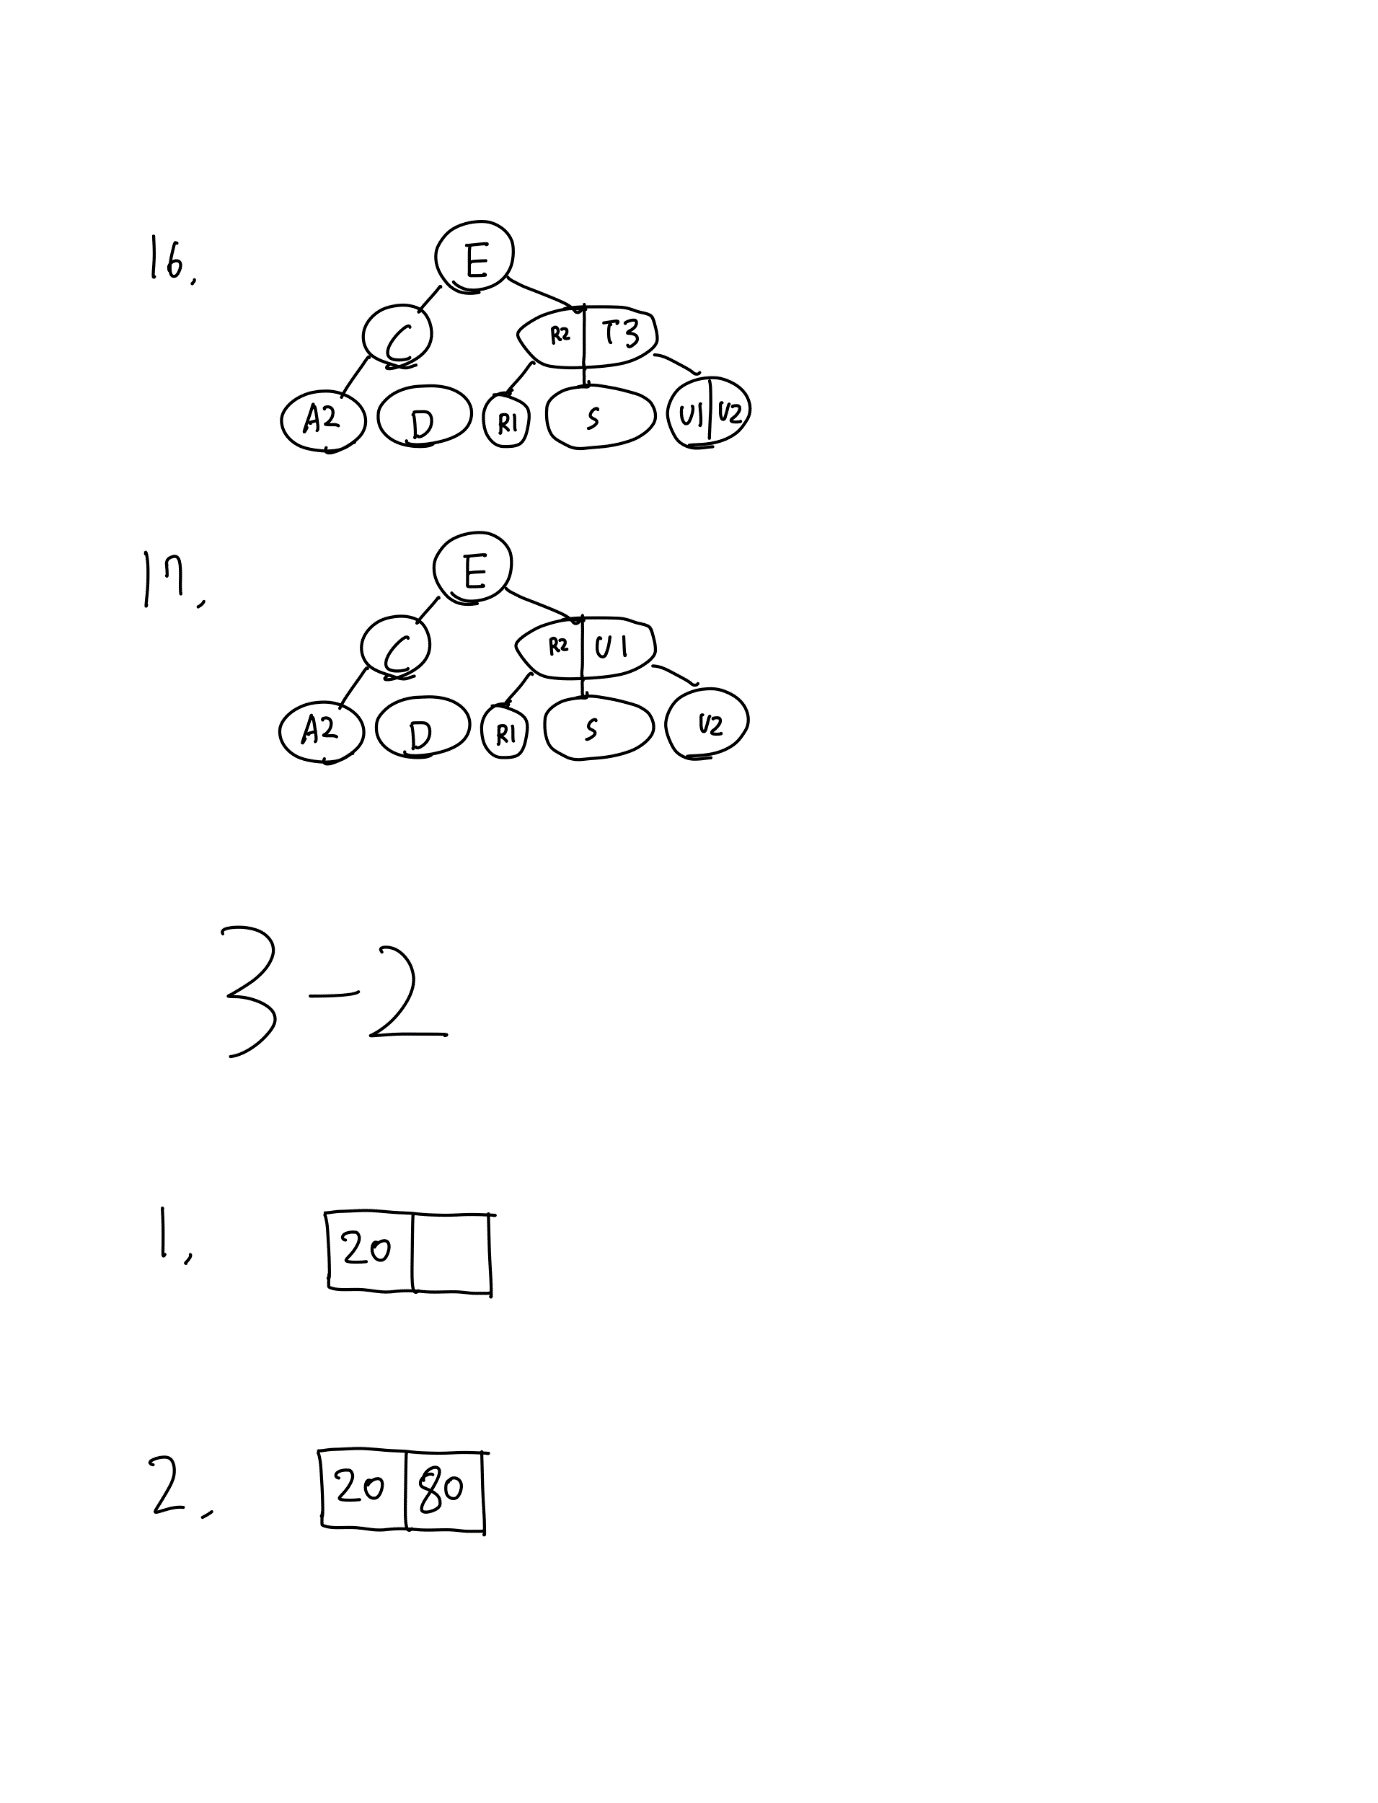 16.
E
C R2 T3
A2 D R1 S U1 U2
17.
E
C R2 U1
A2 D R1 S U2
3-2
1. 20
2. 20 80